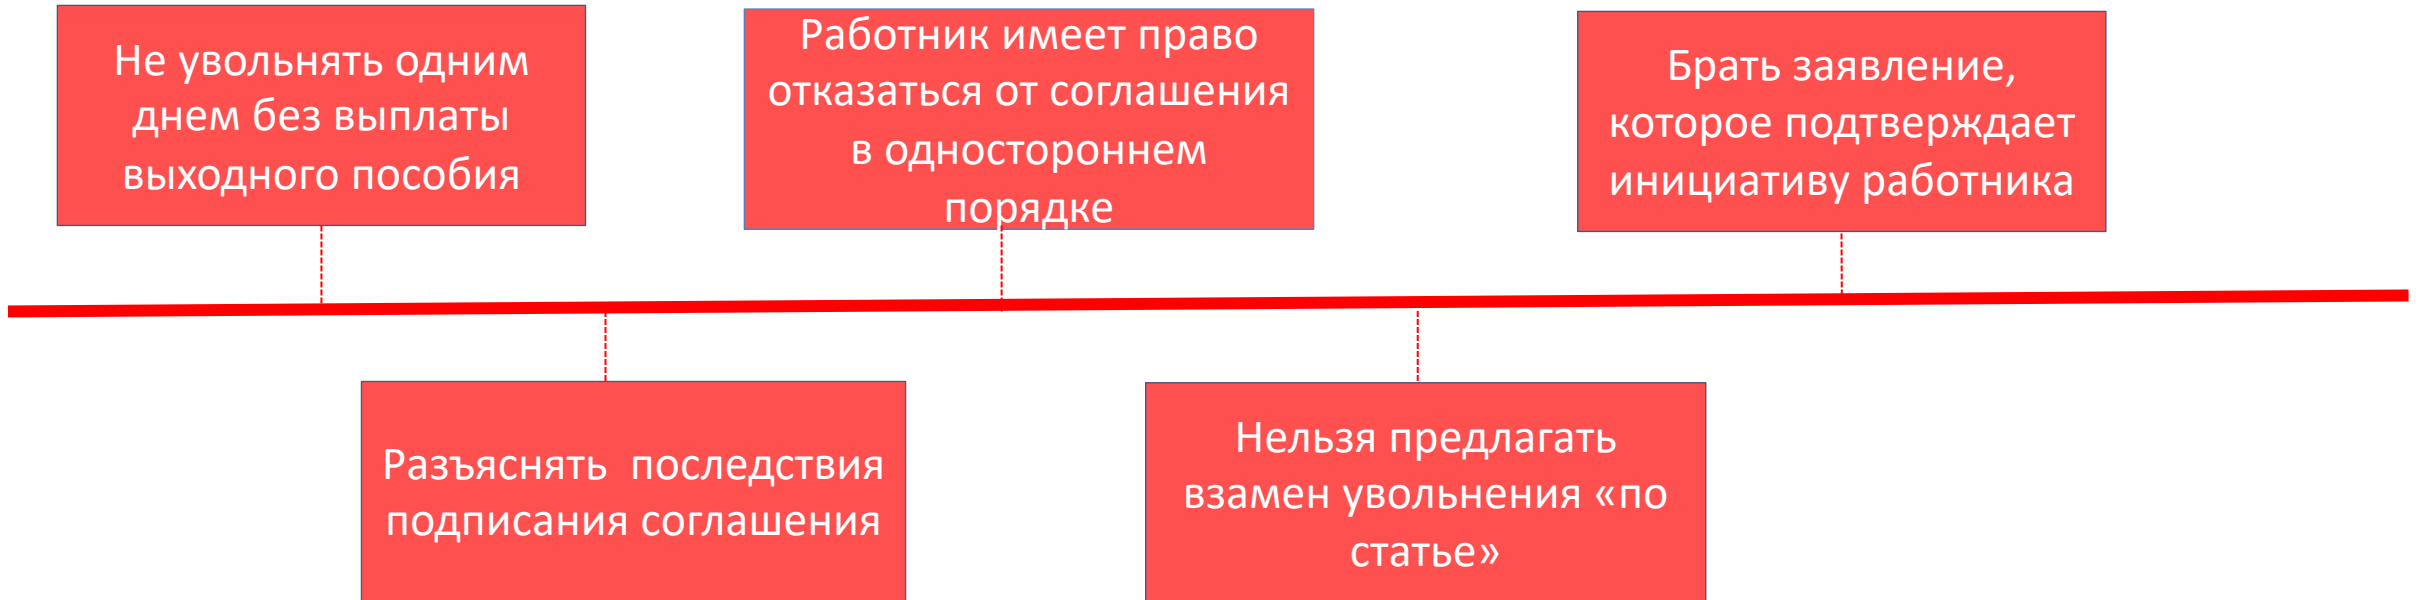 Не увольнять одним
днем без выплаты
выходного пособия
Работник имеет право
отказаться от соглашения
в одностороннем
порядке
Брать заявление,
которое подтверждает
инициативу работника
Разъяснять  последствия
подписания соглашения
Нельзя предлагать
взамен увольнения «по
статье»